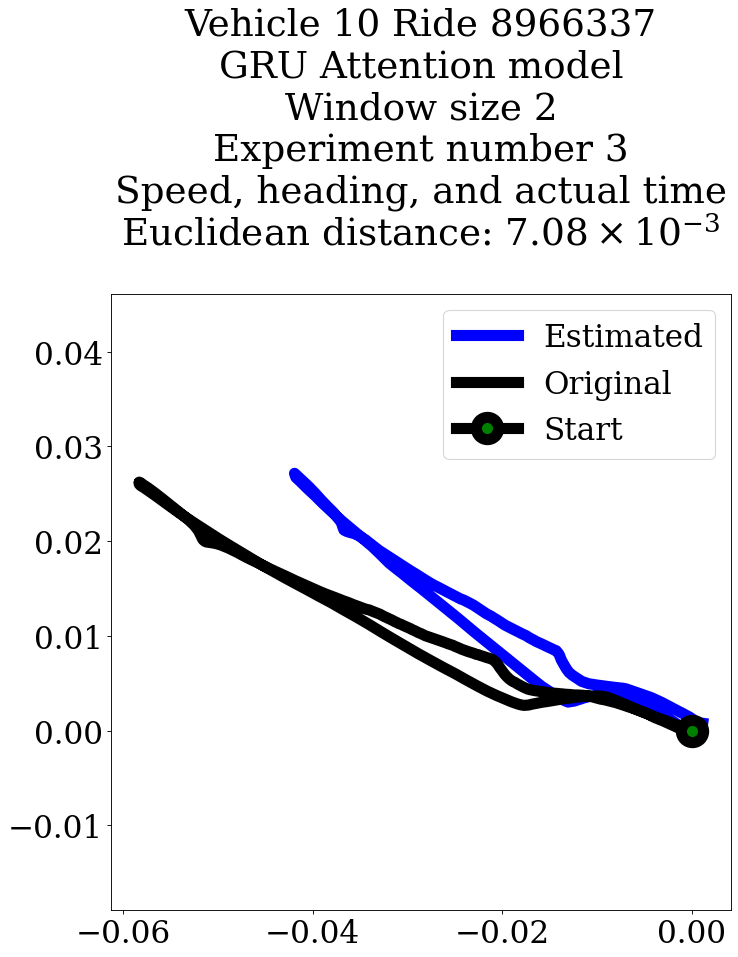 Vehicle 10 Ride 8966337
GRU Attention model
Window size 2
Experiment number 3
Speed, heading, and actual time
Euclidean distance: 7.08 × 10⁻³
Estimated
Original
Start
0.04
0.03
0.02
0.01
0.00
−0.01
−0.06
−0.04
−0.02
0.00